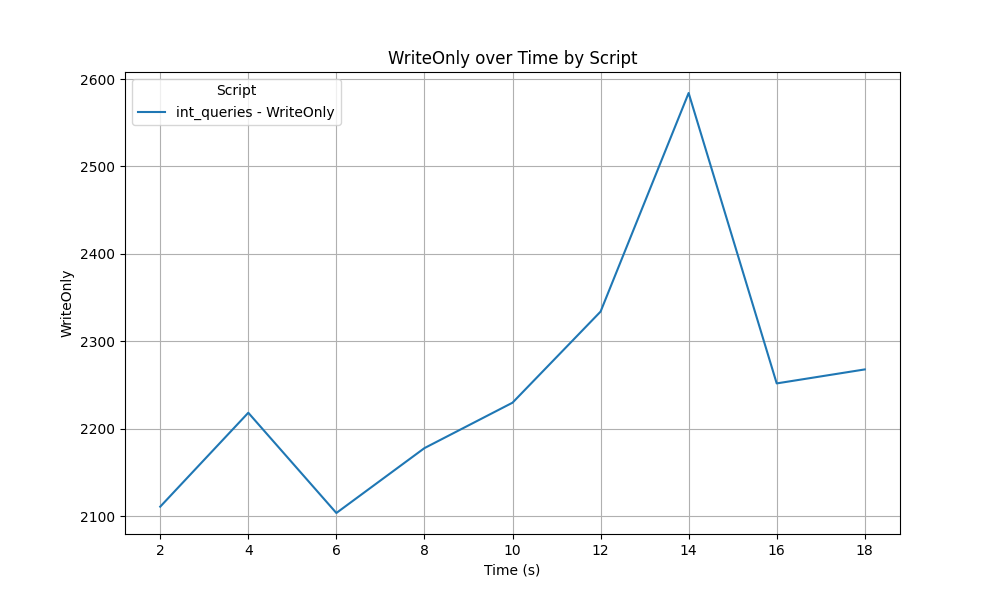 WriteOnly over Time by Script
Script
int_queries - WriteOnly
WriteOnly
2600
2500
2400
2300
2200
2100
2 4 6 8 10 12 14 16 18
Time (s)